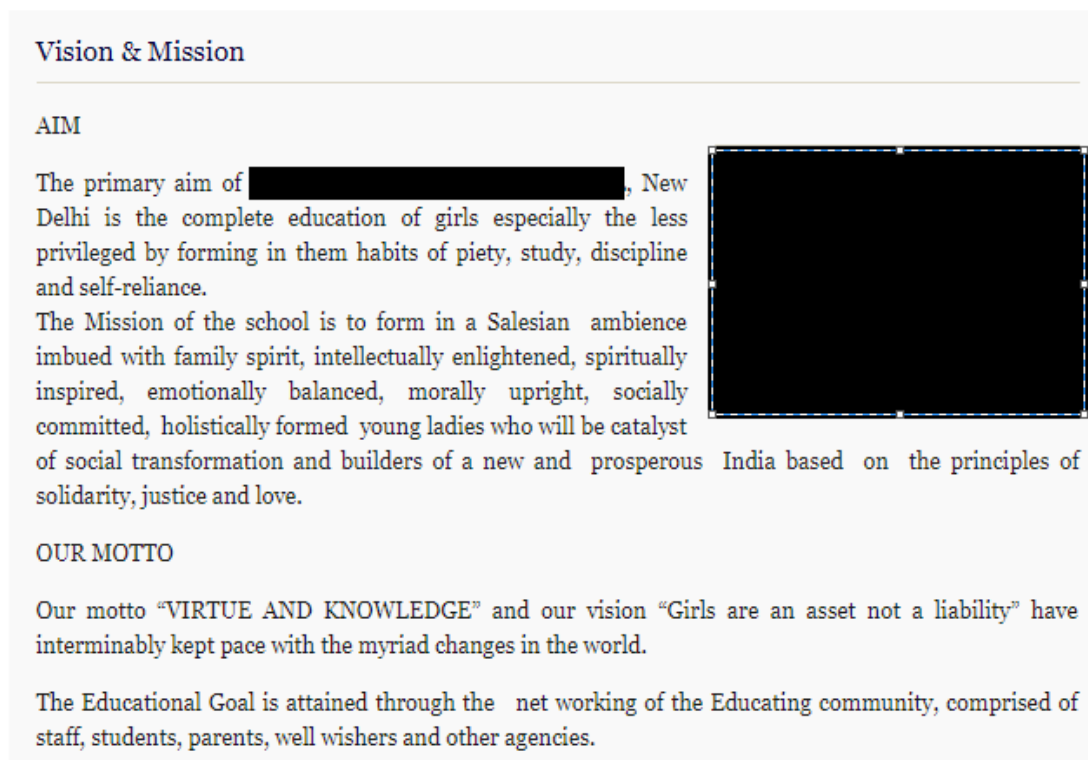 Vision & Mission
AIM
The primary aim of ., New
Delhi is the complete education of girls especially the less
privileged by forming in them habits of piety, study, discipline
and self-reliance.
The Mission of the school is to form in a Salesian ambience
imbued with family spirit, intellectually enlightened, spiritually
inspired, emotionally balanced, morally upright, socially
committed, holistically formed young ladies who will be catalyst
of social transformation and builders of a new and prosperous India based on the principles of
solidarity, justice and love.
OUR MOTTO
Our motto “VIRTUE AND KNOWLEDGE” and our vision “Girls are an asset not a liability” have
interminably kept pace with the myriad changes in the world.
The Educational Goal is attained through the net working of the Educating community, comprised of
staff, students, parents, well wishers and other agencies.